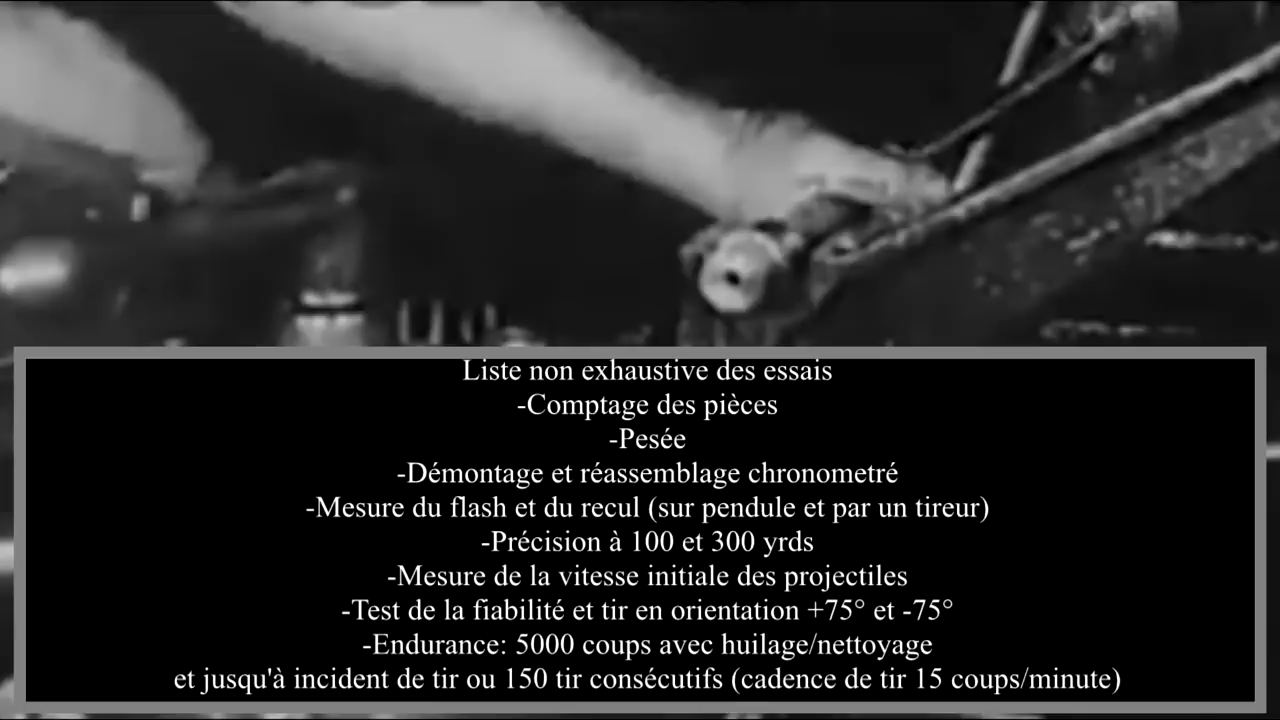 Liste non exhaustive des essais
-Comptage des pièces
-Pesée
-Démontage et réassemblage chronometré
-Mesure du flash et du recul (sur pendule et par un tireur)
-Précision à 100 et 300 yrds
-Mesure de la vitesse initiale des projectiles
-Test de la fiabilité et tir en orientation +75° et -75°
-Endurance: 5000 coups avec huilage/nettoyage
et jusqu'à incident de tir ou 150 tir consécutifs (cadence de tir 15 coups/minute)